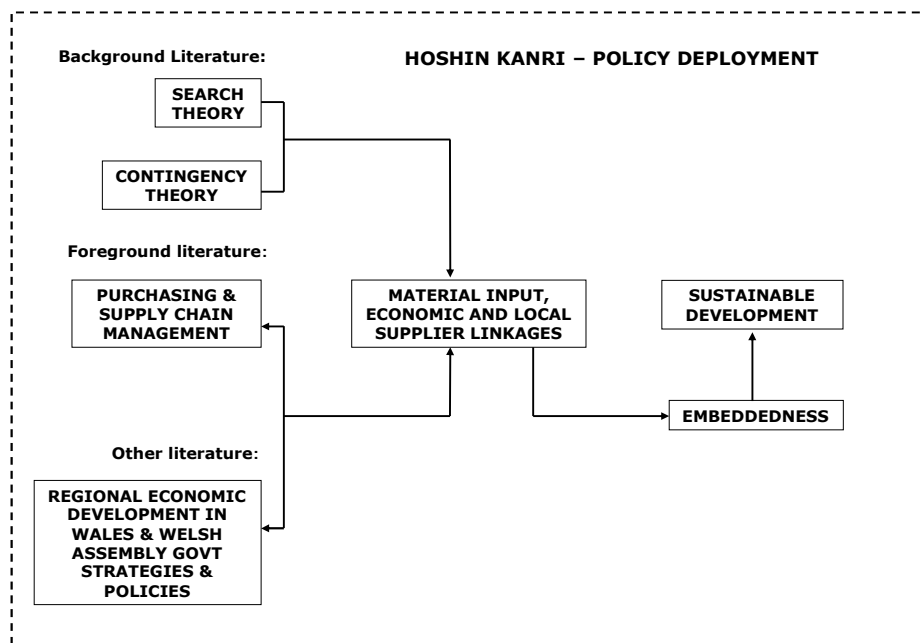 Background Literature:
HOSHIN KANRI – POLICY DEPLOYMENT
SEARCH
THEORY
CONTINGENCY
THEORY
Foreground literature:
PURCHASING &
SUPPLY CHAIN
MANAGEMENT
MATERIAL INPUT,
ECONOMIC AND LOCAL
SUPPLIER LINKAGES
SUSTAINABLE
DEVELOPMENT
EMBEDDEDNESS
Other literature:
REGIONAL ECONOMIC
DEVELOPMENT IN
WALES & WELSH
ASSEMBLY GOVT
STRATEGIES &
POLICIES